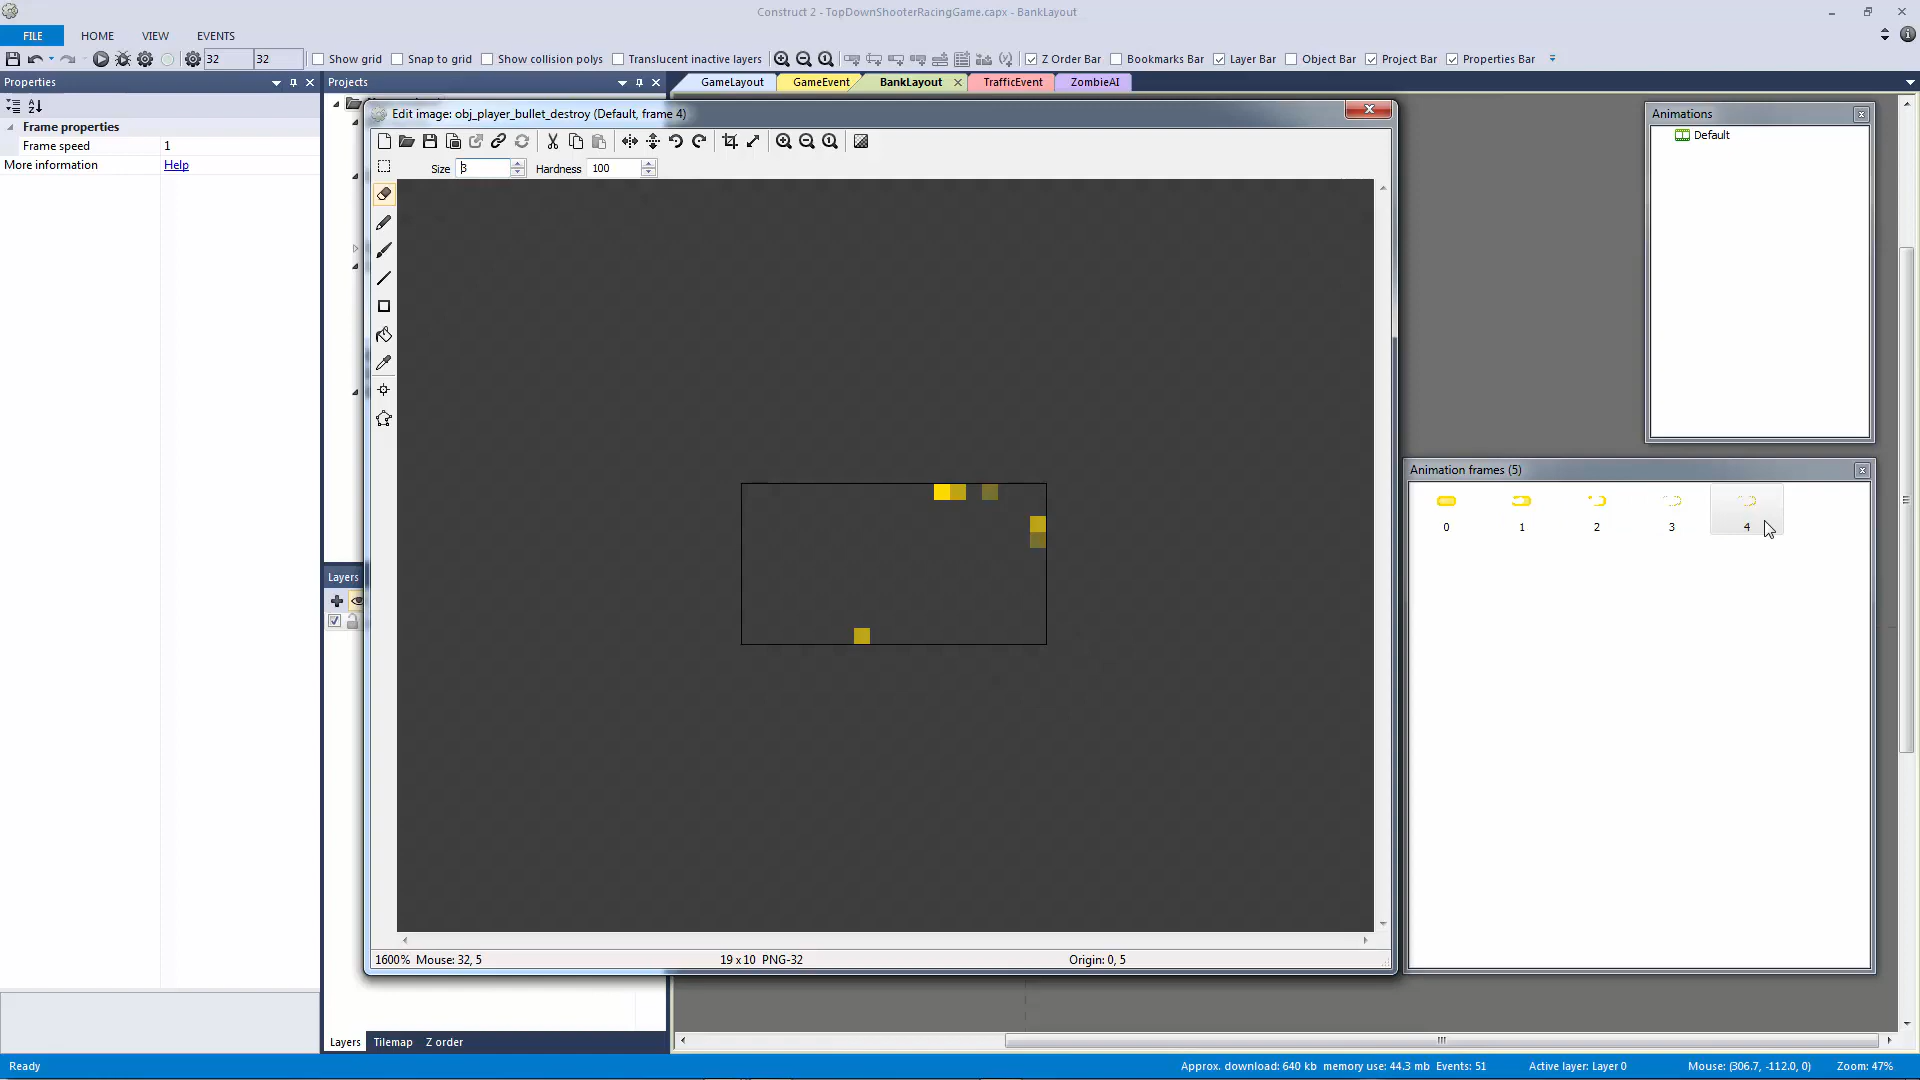 Construct 2 - TopDownShooterRacingGame.capx - BankLayout
FILE HOME VIEW EVENTS
32 32 Show grid Snap to grid Show collision polys Translucent inactive layers Z Order Bar Bookmarks Bar Layer Bar Object Bar Project Bar Properties Bar
Properties
Projects
GameLayout GameEvent BankLayout TrafficEvent ZombieAI
Frame properties
Frame speed 1
More information Help
Edit image: obj_player_bullet_destroy (Default, frame 4)
Size 3 Hardness 100
Animations
Default
Animation frames (5)
0 1 2 3 4
Layers
1600% Mouse: 32, 5 19 x 10 PNG-32 Origin: 0, 5
Layers Tilemap Z order
Ready Approx. download: 640 kb memory use: 44.3 mb Events: 51 Active layer: Layer 0 Mouse: (306.7, -112.0, 0) Zoom: 47%